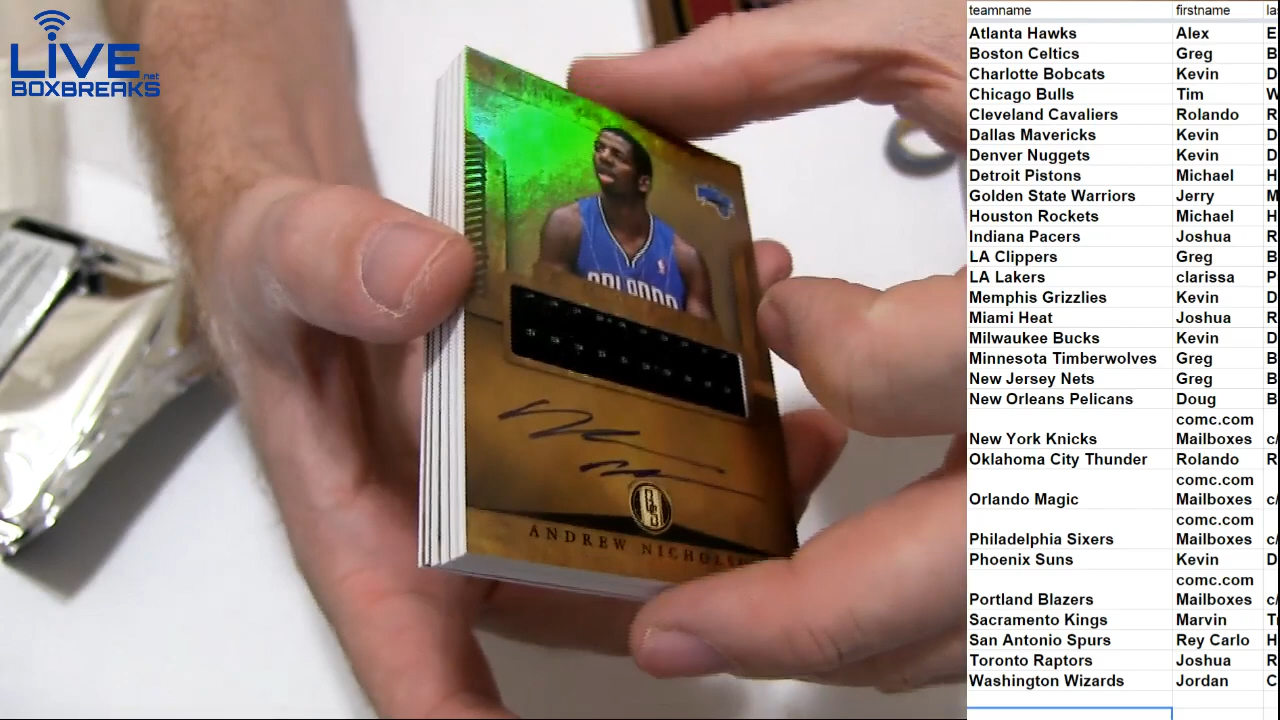 LIVE
.net
BOXBREAKS
ORLANDO
ANDREW
teamname firstname
Atlanta Hawks Alex E
Boston Celtics Greg B
Charlotte Bobcats Kevin D
Chicago Bulls Tim W
Cleveland Cavaliers Rolando R
Dallas Mavericks Kevin D
Denver Nuggets Kevin D
Detroit Pistons Michael H
Golden State Warriors Jerry M
Houston Rockets Michael H
Indiana Pacers Joshua R
LA Clippers Greg B
LA Lakers clarissa P
Memphis Grizzlies Kevin D
Miami Heat Joshua R
Milwaukee Bucks Kevin D
Minnesota Timberwolves Greg B
New Jersey Nets Greg B
New Orleans Pelicans Doug B
comc.com
New York Knicks Mailboxes c/
Oklahoma City Thunder Rolando R
comc.com
Orlando Magic Mailboxes c/
comc.com
Philadelphia Sixers Mailboxes c/
Phoenix Suns Kevin D
comc.com
Portland Blazers Mailboxes c/
Sacramento Kings Marvin
San Antonio Spurs Rey Carlo H
Toronto Raptors Joshua R
Washington Wizards Jordan C